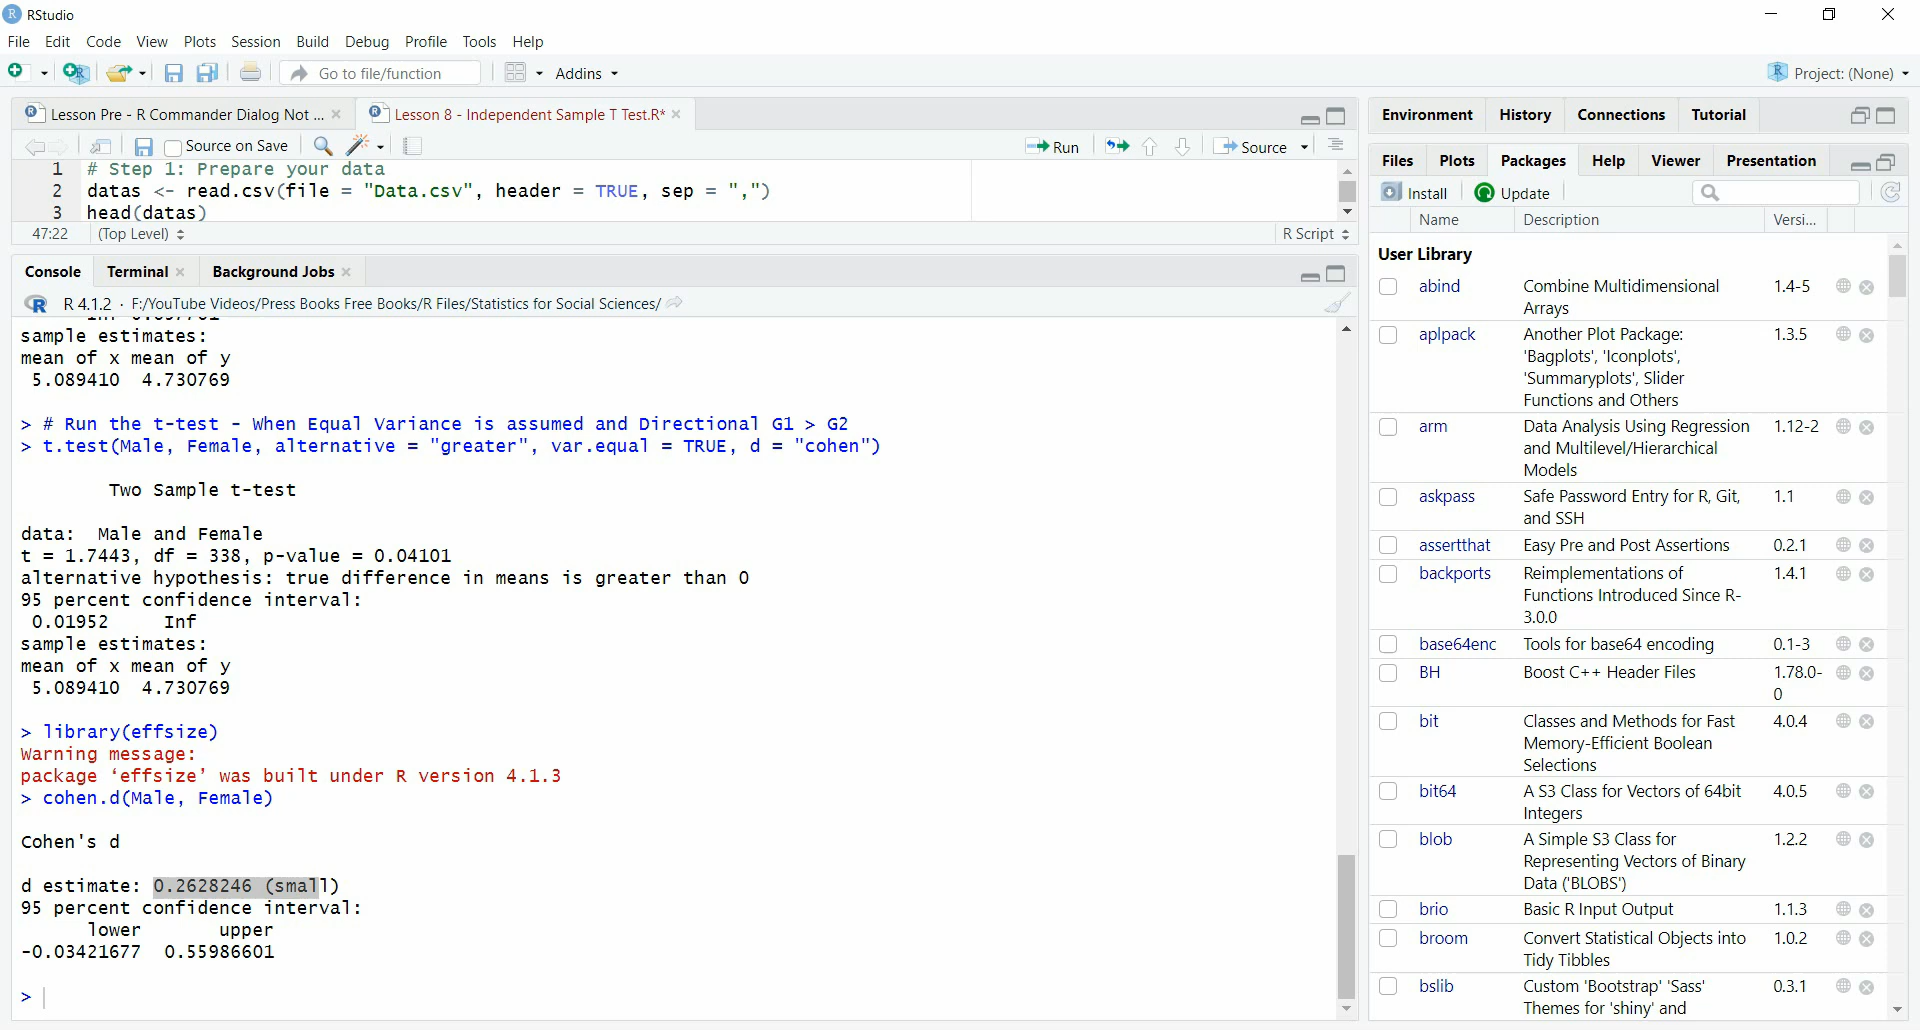 RStudio
File Edit Code View Plots Session Build Debug Profile Tools Help
Go to file/function Addins Project: (None)
Lesson Pre - R Commander Dialog Not ... Lesson 8 - Independent Sample T Test.R*
Source on Save Run Source
1 # Step 1: Prepare your data
2 datas <- read.csv(file = "Data.csv", header = TRUE, sep = ",")
3 head(datas)
47:22 (Top Level) R Script
Console Terminal Background Jobs
R 4.1.2 · F:/YouTube Videos/Press Books Free Books/R Files/Statistics for Social Sciences/
sample estimates:
mean of x mean of y
5.089410 4.730769
> # Run the t-test - When Equal Variance is assumed and Directional G1 > G2
> t.test(Male, Female, alternative = "greater", var.equal = TRUE, d = "cohen")
Two Sample t-test
data: Male and Female
t = 1.7443, df = 338, p-value = 0.04101
alternative hypothesis: true difference in means is greater than 0
95 percent confidence interval:
0.01952 Inf
sample estimates:
mean of x mean of y
5.089410 4.730769
> library(effsize)
Warning message:
package ‘effsize’ was built under R version 4.1.3
> cohen.d(Male, Female)
Cohen's d
d estimate: 0.2628246 (small)
95 percent confidence interval:
lower upper
-0.03421677 0.55986601
>
Environment History Connections Tutorial
Files Plots Packages Help Viewer Presentation
Install Update
Name Description Versi...
User Library
abind Combine Multidimensional 1.4-5
Arrays
aplpack Another Plot Package: 1.3.5
'Bagplots', 'Iconplots',
'Summaryplots', Slider
Functions and Others
arm Data Analysis Using Regression 1.12-2
and Multilevel/Hierarchical
Models
askpass Safe Password Entry for R, Git, 1.1
and SSH
assertthat Easy Pre and Post Assertions 0.2.1
backports Reimplementations of 1.4.1
Functions Introduced Since R-
3.0.0
base64enc Tools for base64 encoding 0.1-3
BH Boost C++ Header Files 1.78.0-
0
bit Classes and Methods for Fast 4.0.4
Memory-Efficient Boolean
Selections
bit64 A S3 Class for Vectors of 64bit 4.0.5
Integers
blob A Simple S3 Class for 1.2.2
Representing Vectors of Binary
Data ('BLOBS')
brio Basic R Input Output 1.1.3
broom Convert Statistical Objects into 1.0.2
Tidy Tibbles
bslib Custom 'Bootstrap' 'Sass' 0.3.1
Themes for 'shiny' and